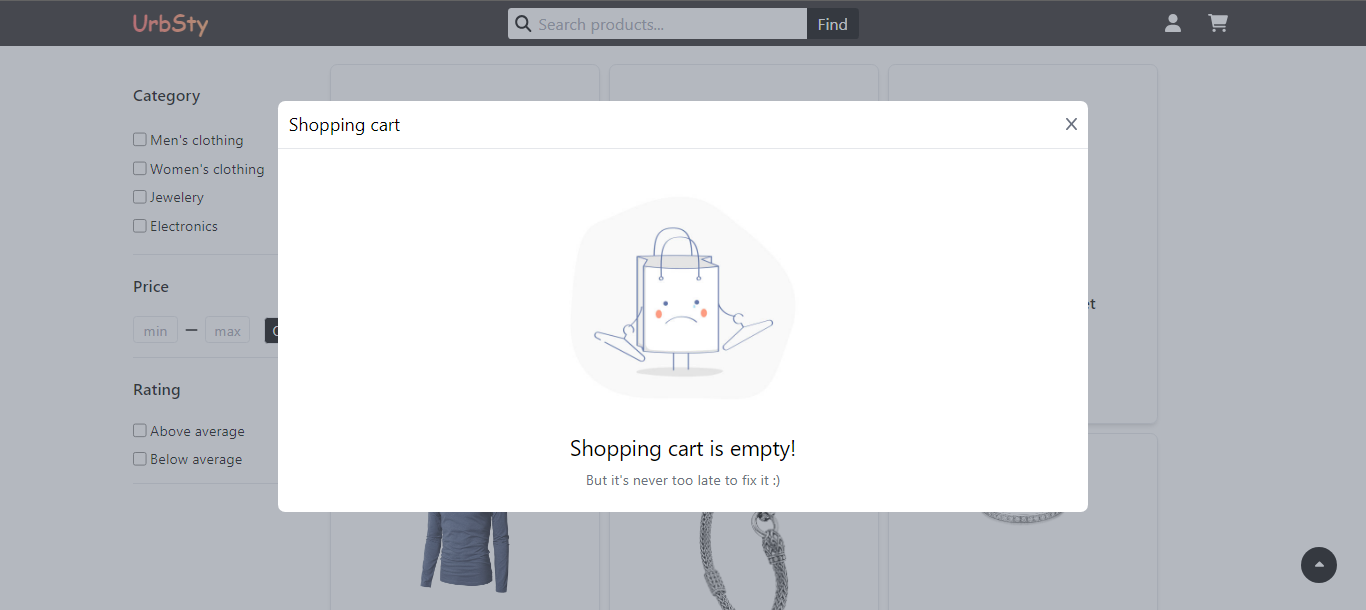 UrbSty
Search products...
Find
Category
Men's clothing
Women's clothing
Jewelery
Electronics
Price
min
max
Rating
Above average
Below average
Shopping cart
Shopping cart is empty!
But it's never too late to fix it :)